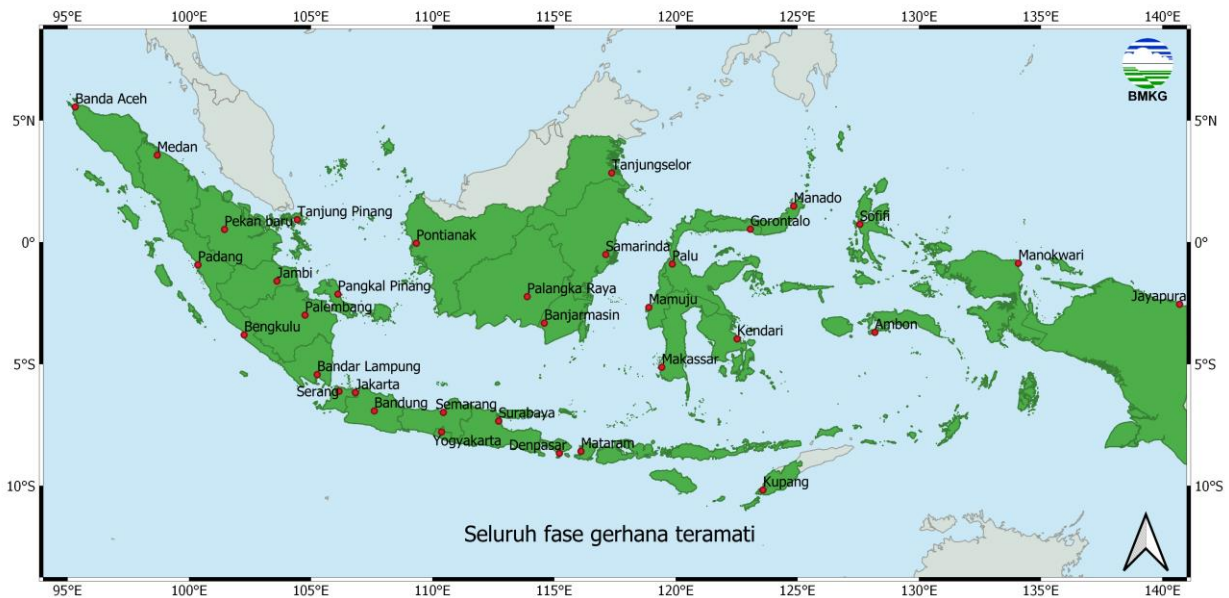 95°E 100°E 105°E 110°E 115°E 120°E 125°E 130°E 135°E 140°E
BMKG
Banda Aceh
5°N 5°N
Medan
Tanjungselor
Manado
Tanjung Pinang
Sofifi
Pekan baru
Gorontalo
Pontianak
0° 0°
Samarinda
Palu
Manokwari
Padang
Jambi
Pangkal Pinang
Palangka Raya
Jayapura
Mamuju
Palembang
Banjarmasin
Bengkulu
Ambon
Kendari
Makassar
Bandar Lampung
5°S 5°S
Serang
Jakarta
Bandung
Semarang
Surabaya
Yogyakarta
Denpasar
Mataram
Kupang
10°S 10°S
Seluruh fase gerhana teramati
95°E 100°E 105°E 110°E 115°E 120°E 125°E 130°E 135°E 140°E